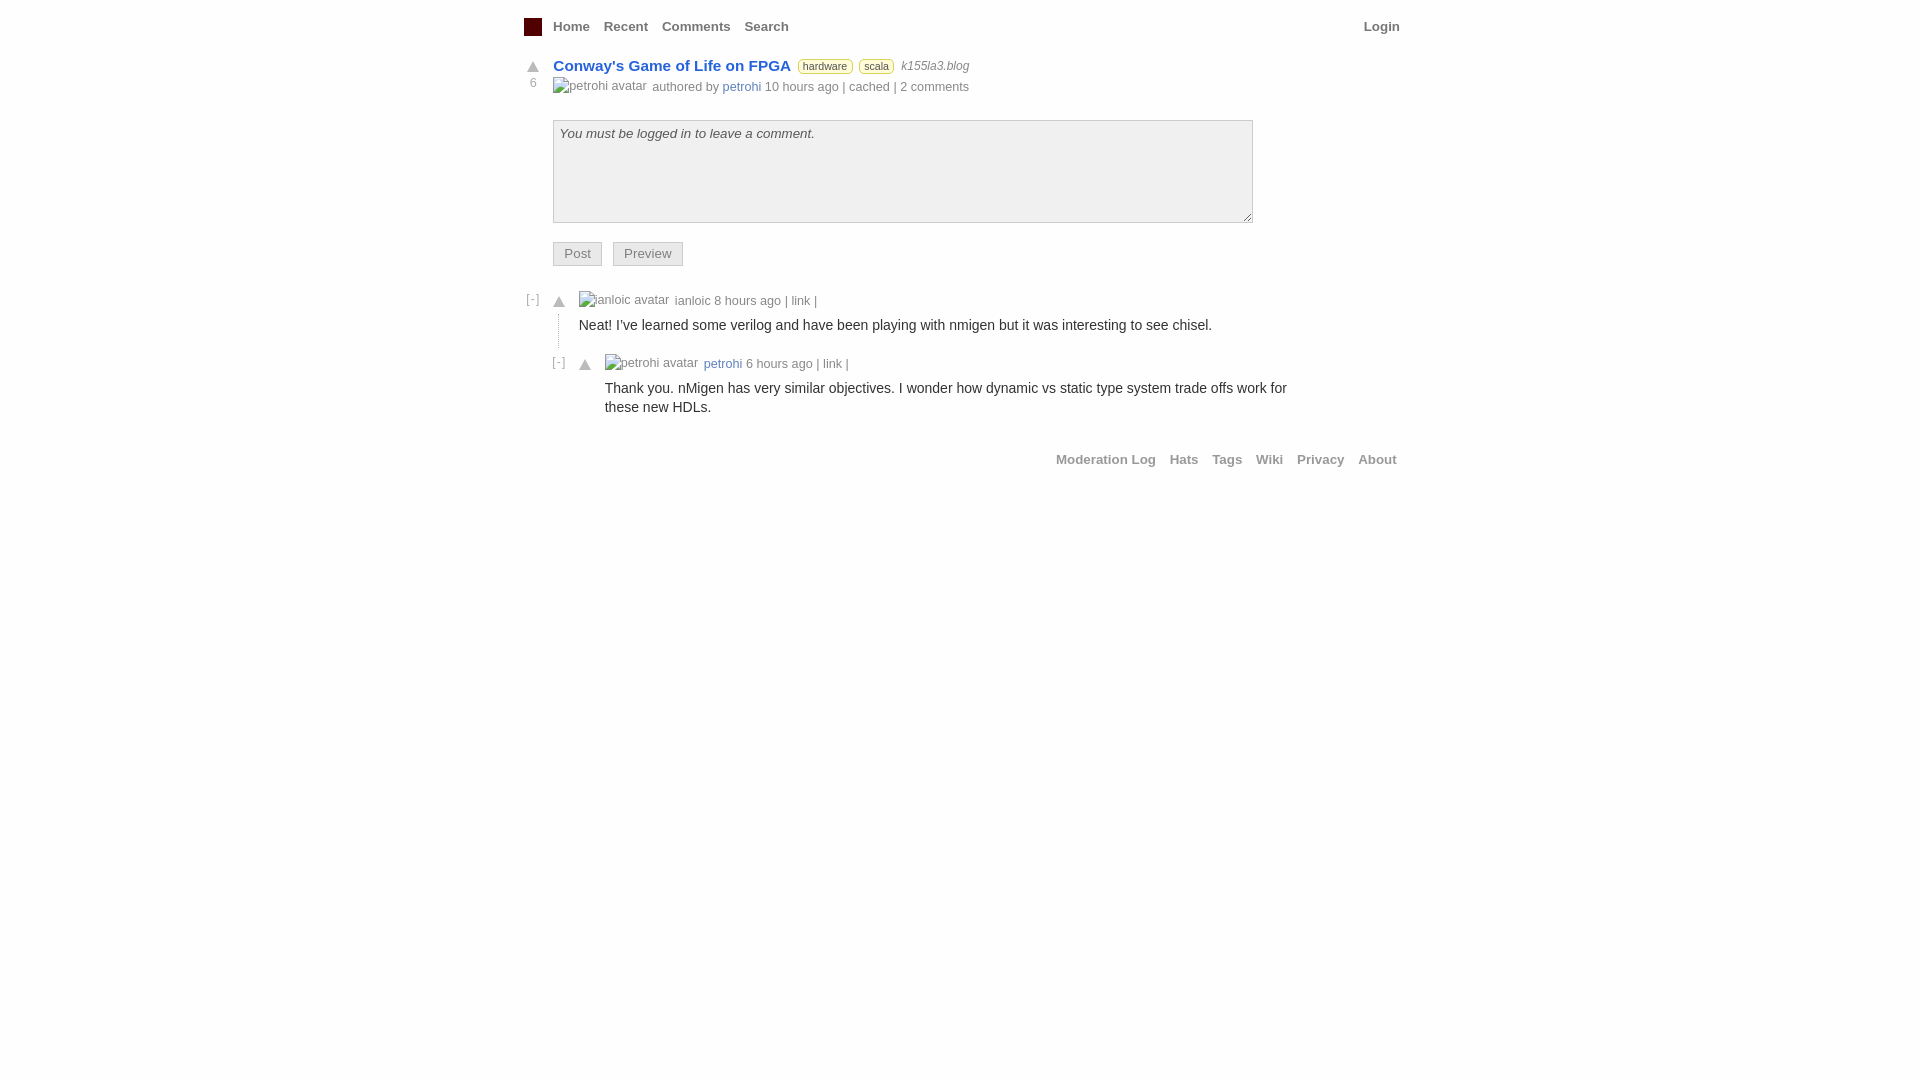 Home Recent Comments Search Login
Conway's Game of Life on FPGA hardware scala k155la3.blog
6
petrohi avatar authored by petrohi 10 hours ago | cached | 2 comments
You must be logged in to leave a comment.
Post Preview
[-] ianloic avatar ianloic 8 hours ago | link |
Neat! I’ve learned some verilog and have been playing with nmigen but it was interesting to see chisel.
[-] petrohi avatar petrohi 6 hours ago | link |
Thank you. nMigen has very similar objectives. I wonder how dynamic vs static type system trade offs work for
these new HDLs.
Moderation Log Hats Tags Wiki Privacy About